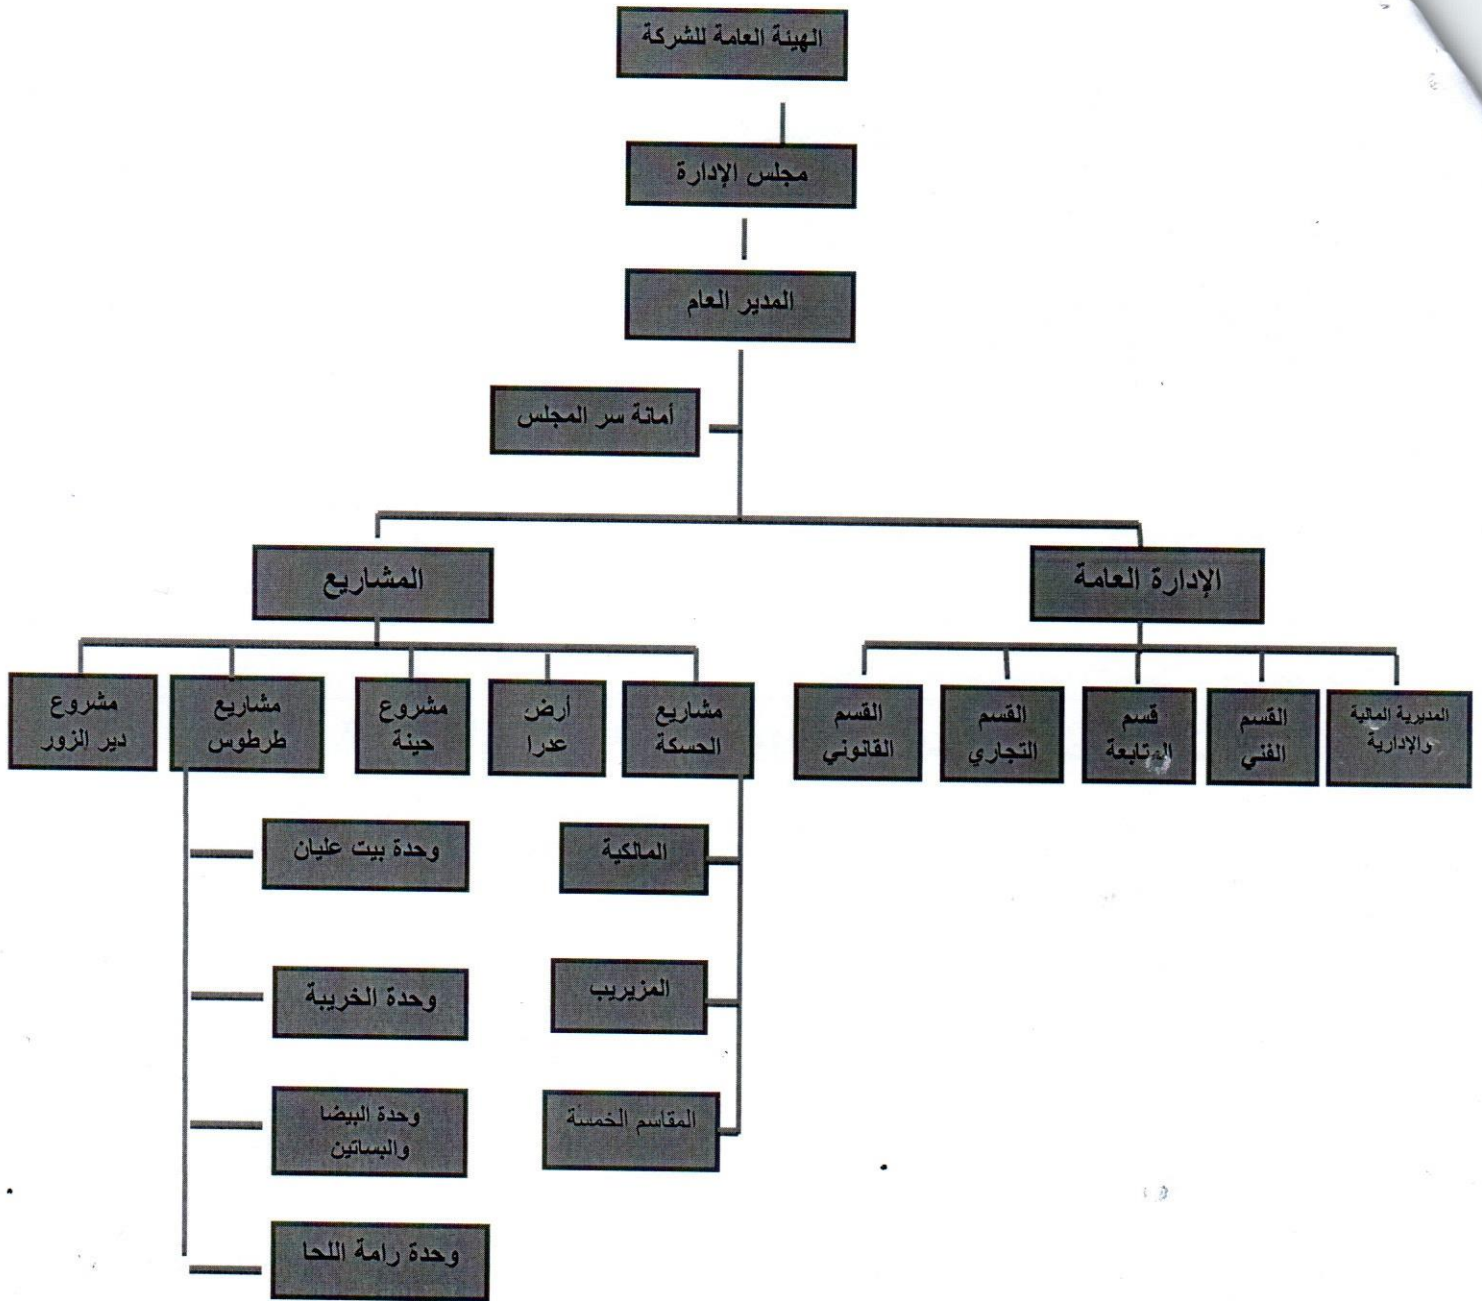 الهيئة العامة للشركة
مجلس الإدارة
المدير العام
أمانة سر المجلس
الإدارة العامة
المشاريع
المديرية المالية
والإدارية
القسم
الفني
قسم
المتابعة
القسم
التجاري
القسم
القانوني
مشاريع
الحسكة
أرض
عدرا
مشروع
حينة
مشاريع
طرطوس
مشروع
دير الزور
المالكية
المزيريب
المقاسم الخمسة
وحدة بيت عليان
وحدة الخريبة
وحدة البيضا
والبساتين
وحدة رامة اللحا